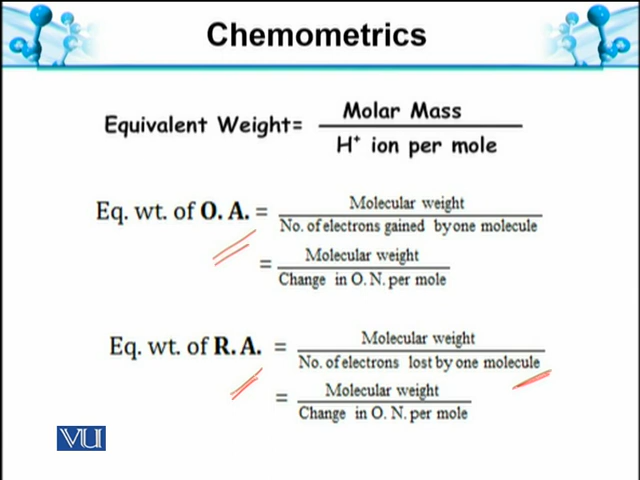 Chemometrics
Equivalent Weight= Molar Mass
H⁺ ion per mole
Eq. wt. of O. A. = Molecular weight
No. of electrons gained by one molecule
= Molecular weight
Change in O. N. per mole
Eq. wt. of R. A. = Molecular weight
No. of electrons lost by one molecule
= Molecular weight
Change in O. N. per mole
VU